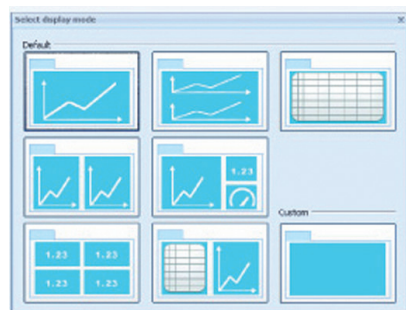 Select display mode
Default
1.23
Custom
1.23 1.23
1.23 1.23